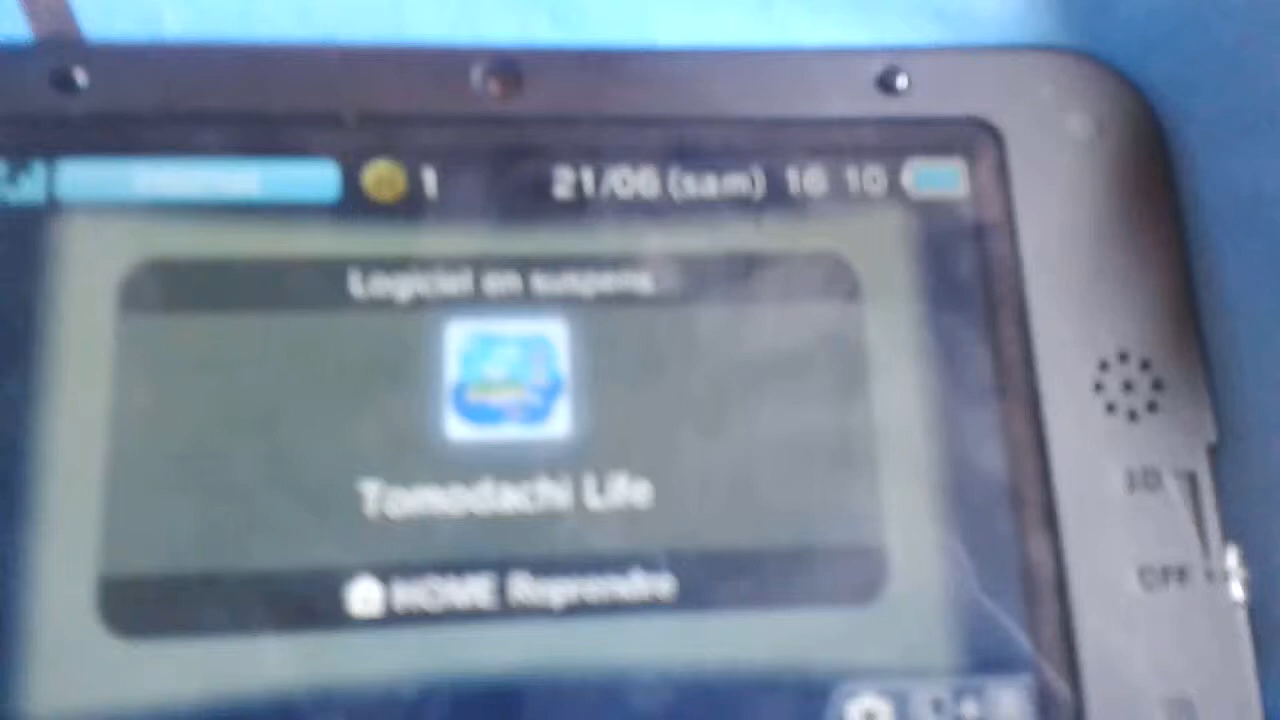 1 21/06 (sam) 16 10
Logiciel en suspens
Tomodachi Life
HOME Reprendre
3D
OFF